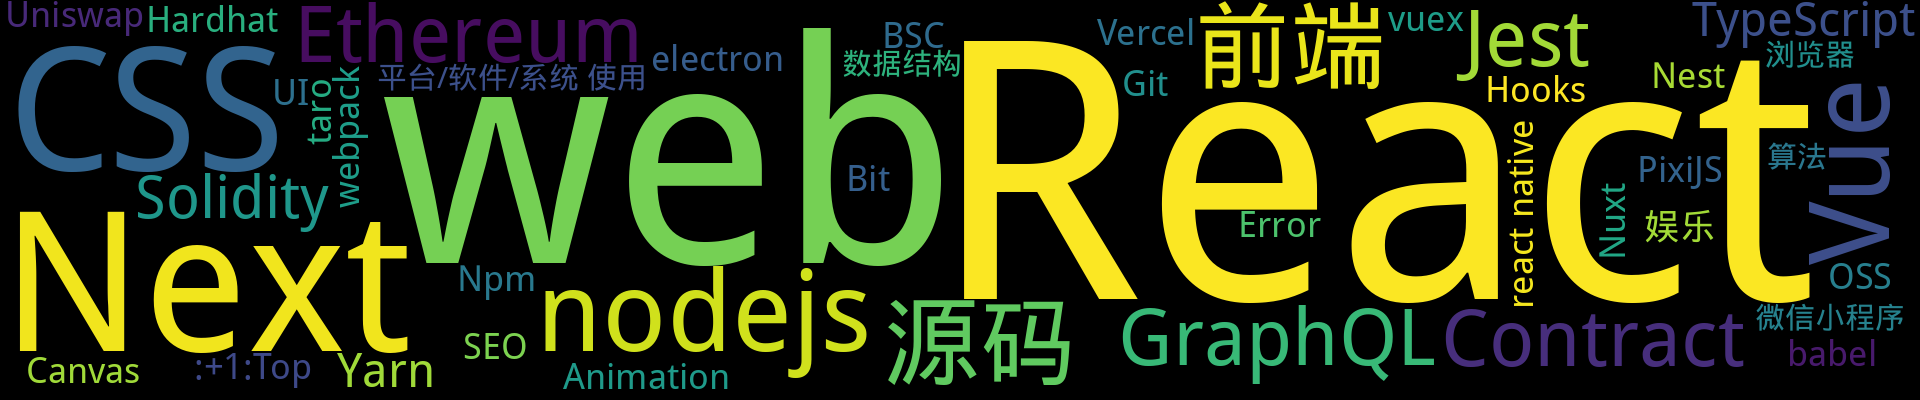 Uniswap
Hardhat
Ethereum
BSC
Vercel
前端
vuex
Jest
TypeScript
CSS
UI
taro
webpack
平台/软件/系统 使用
electron
数据结构
Git
Hooks
Nest
浏览器
web
React
Vue
Solidity
Bit
Error
react native
PixiJS
算法
Nuxt
娱乐
Next
Npm
nodejs
源码
GraphQL
Contract
OSS
微信小程序
SEO
babel
Canvas
:+1:Top
Yarn
Animation